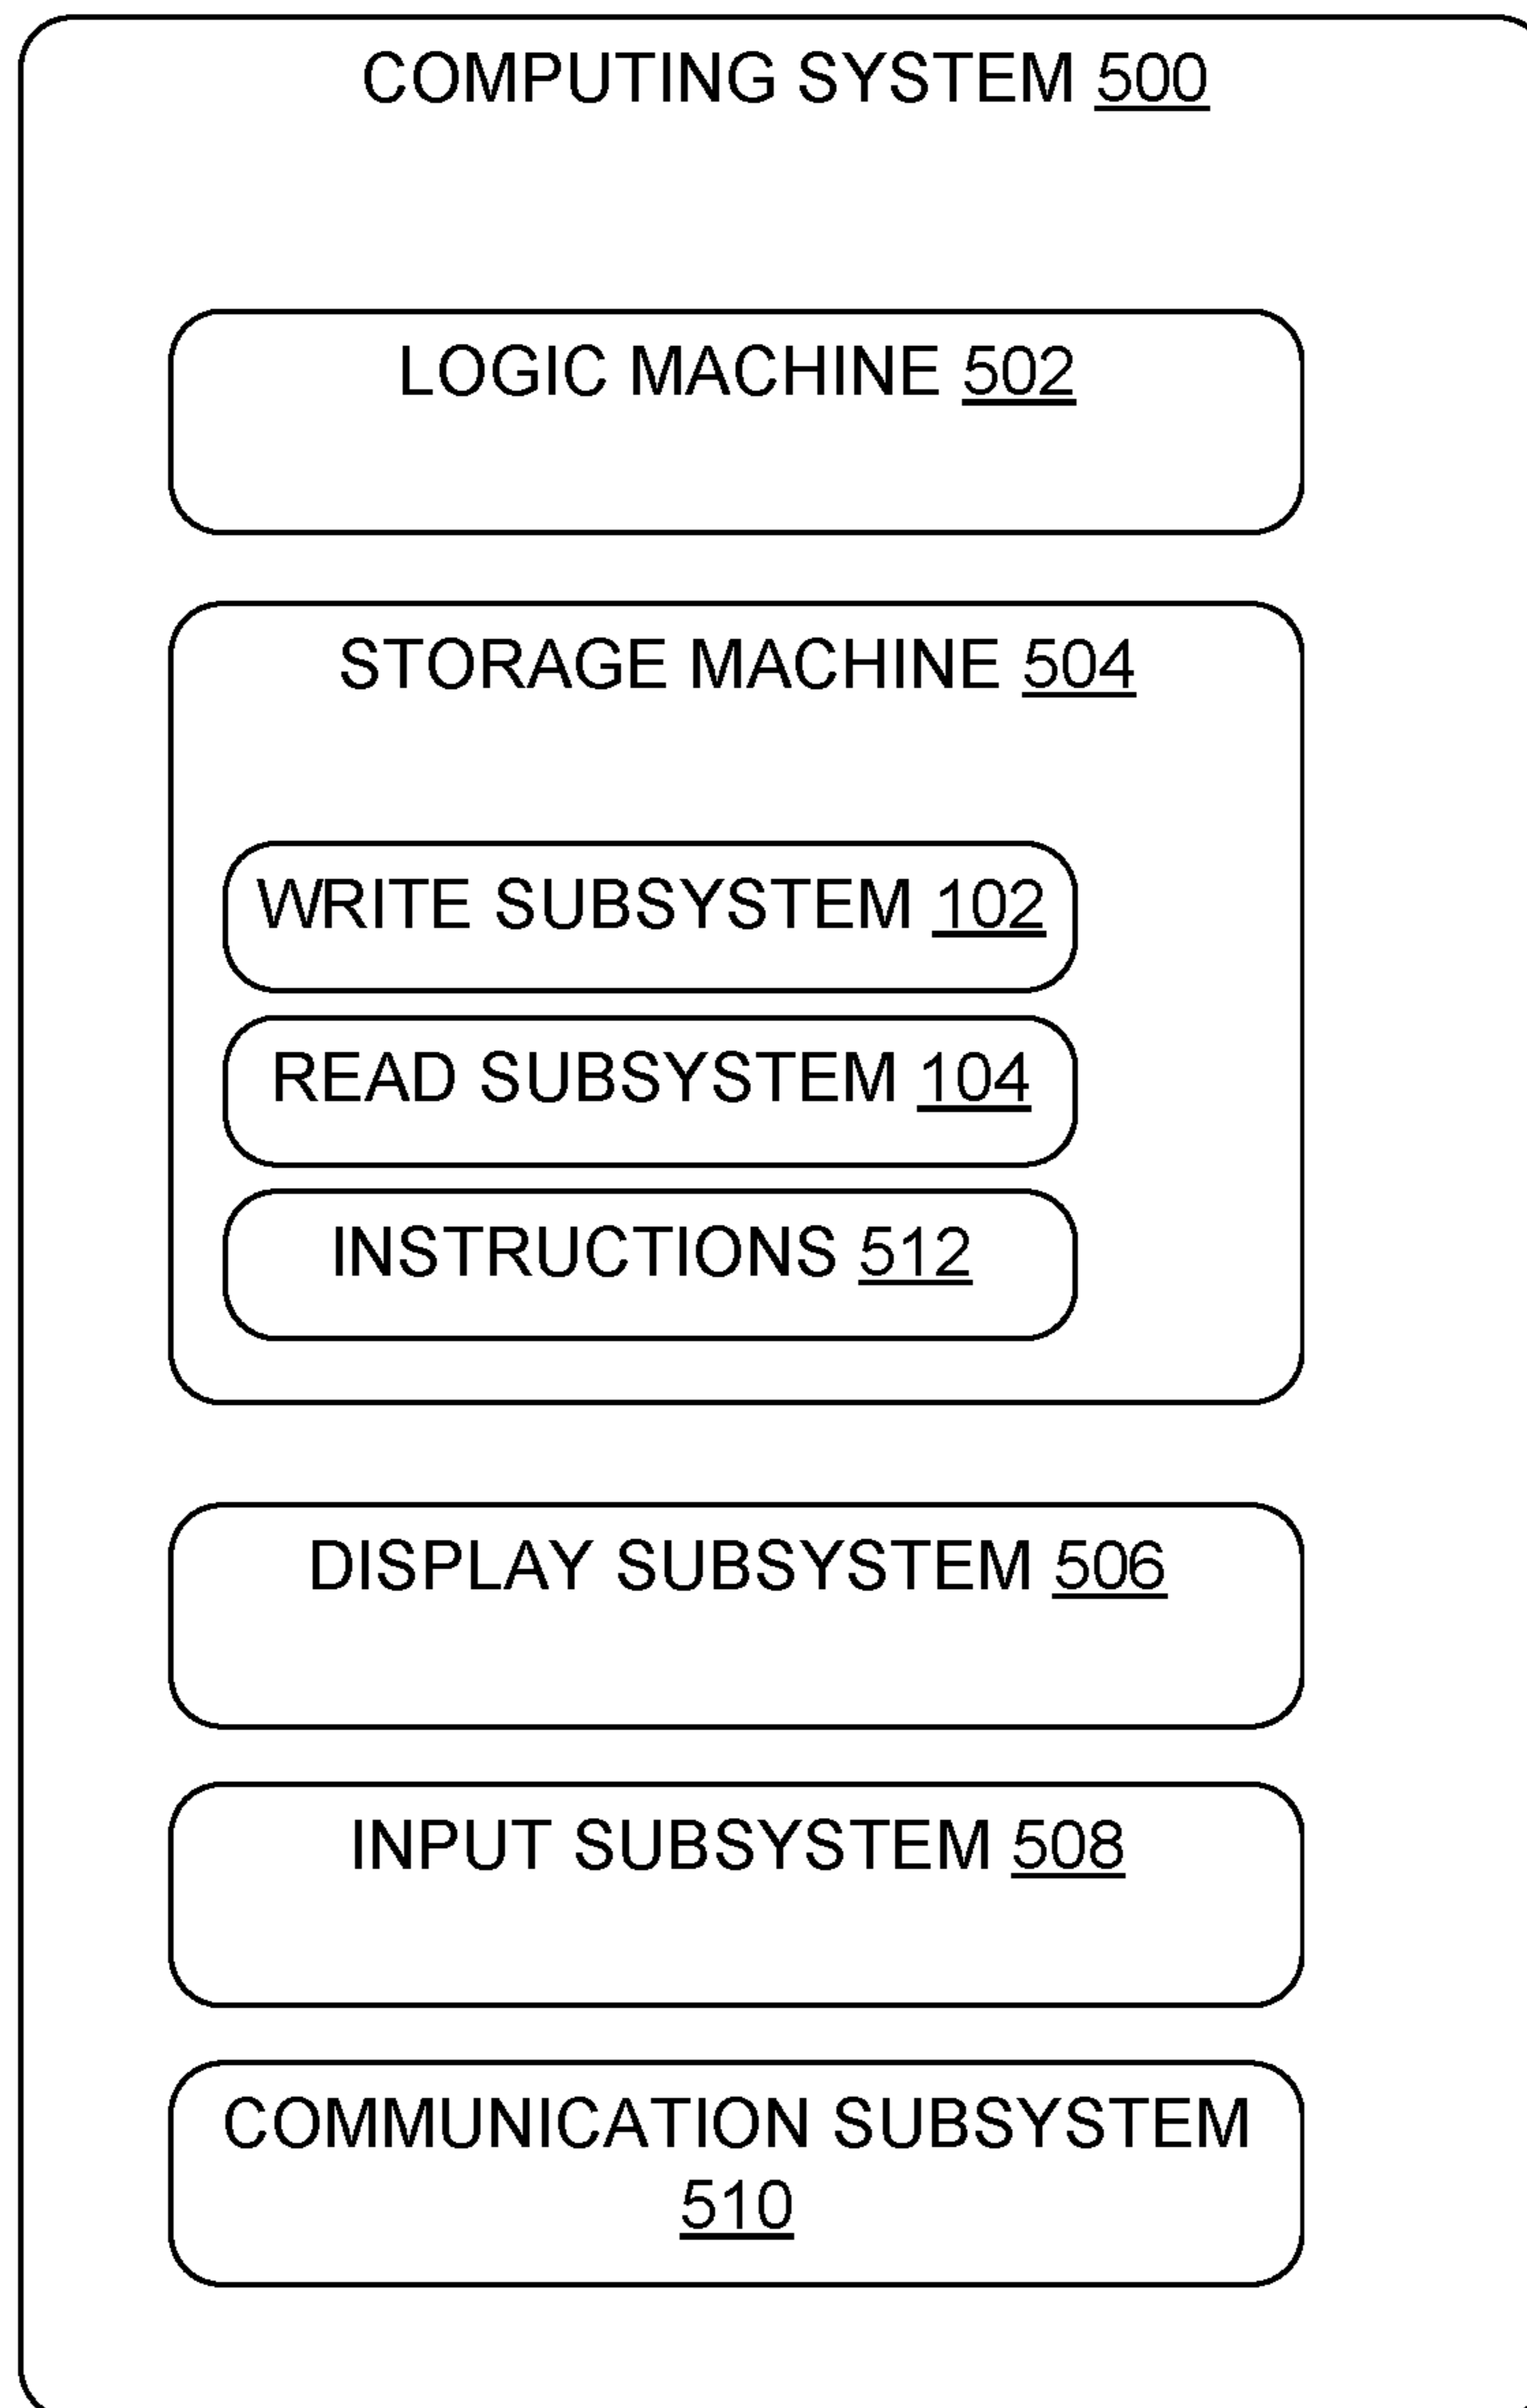 COMPUTING SYSTEM 500
LOGIC MACHINE 502
STORAGE MACHINE 504
WRITE SUBSYSTEM 102
READ SUBSYSTEM 104
INSTRUCTIONS 512
DISPLAY SUBSYSTEM 506
INPUT SUBSYSTEM 508
COMMUNICATION SUBSYSTEM
510